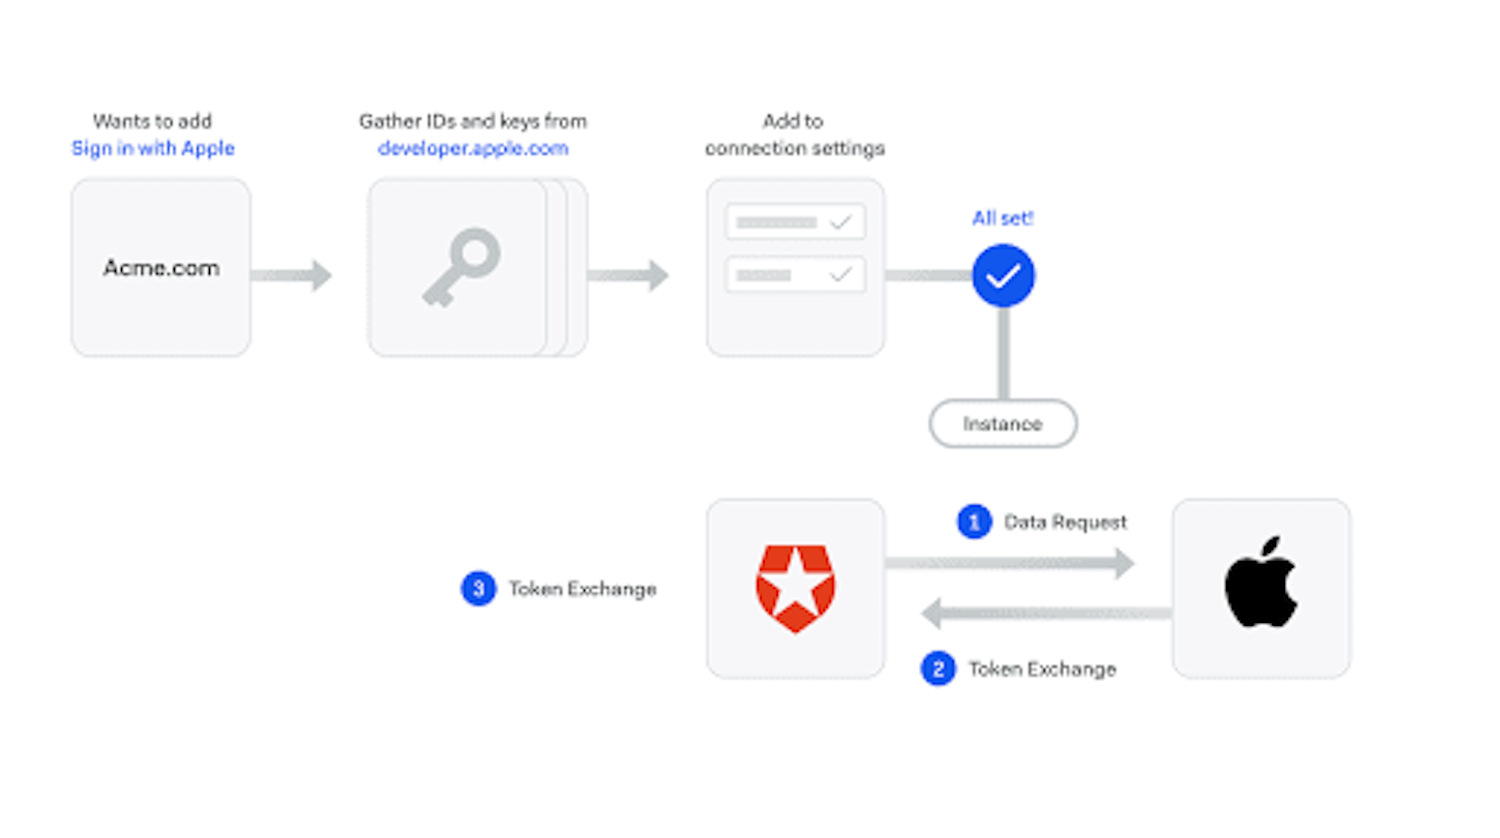 Wants to add
Sign in with Apple
Gather IDs and keys from
developer.apple.com
Add to
connection settings
Acme.com
All set!
Instance
1 Data Request
3 Token Exchange
2 Token Exchange